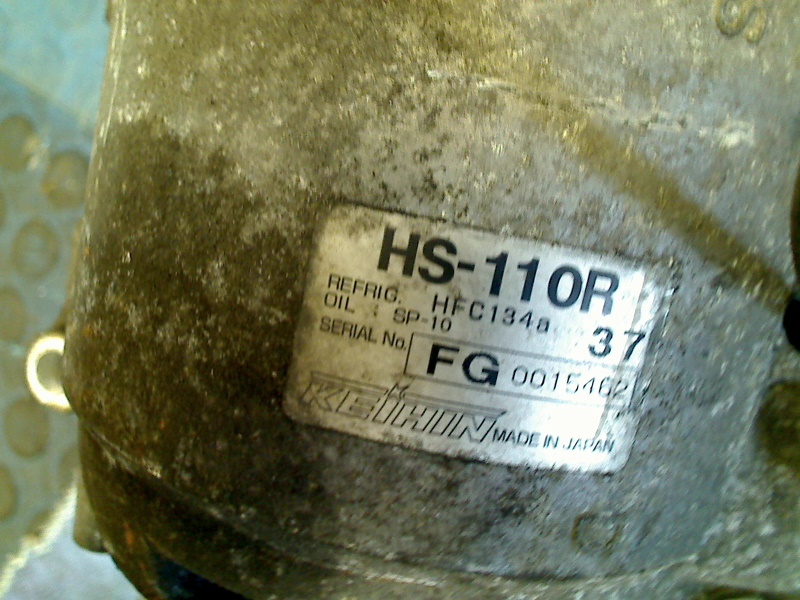 HS-110R
REFRIG. HFC134a
OIL : SP-10 37
SERIAL No. FG 0015462
KEIHIN MADE IN JAPAN